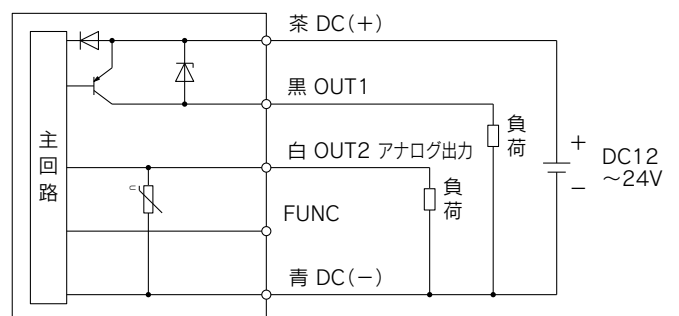 茶 DC(+)
黒 OUT1
主回路
負荷
白 OUT2 アナログ出力
+
DC12
~24V
−
負荷
U
FUNC
青 DC(−)